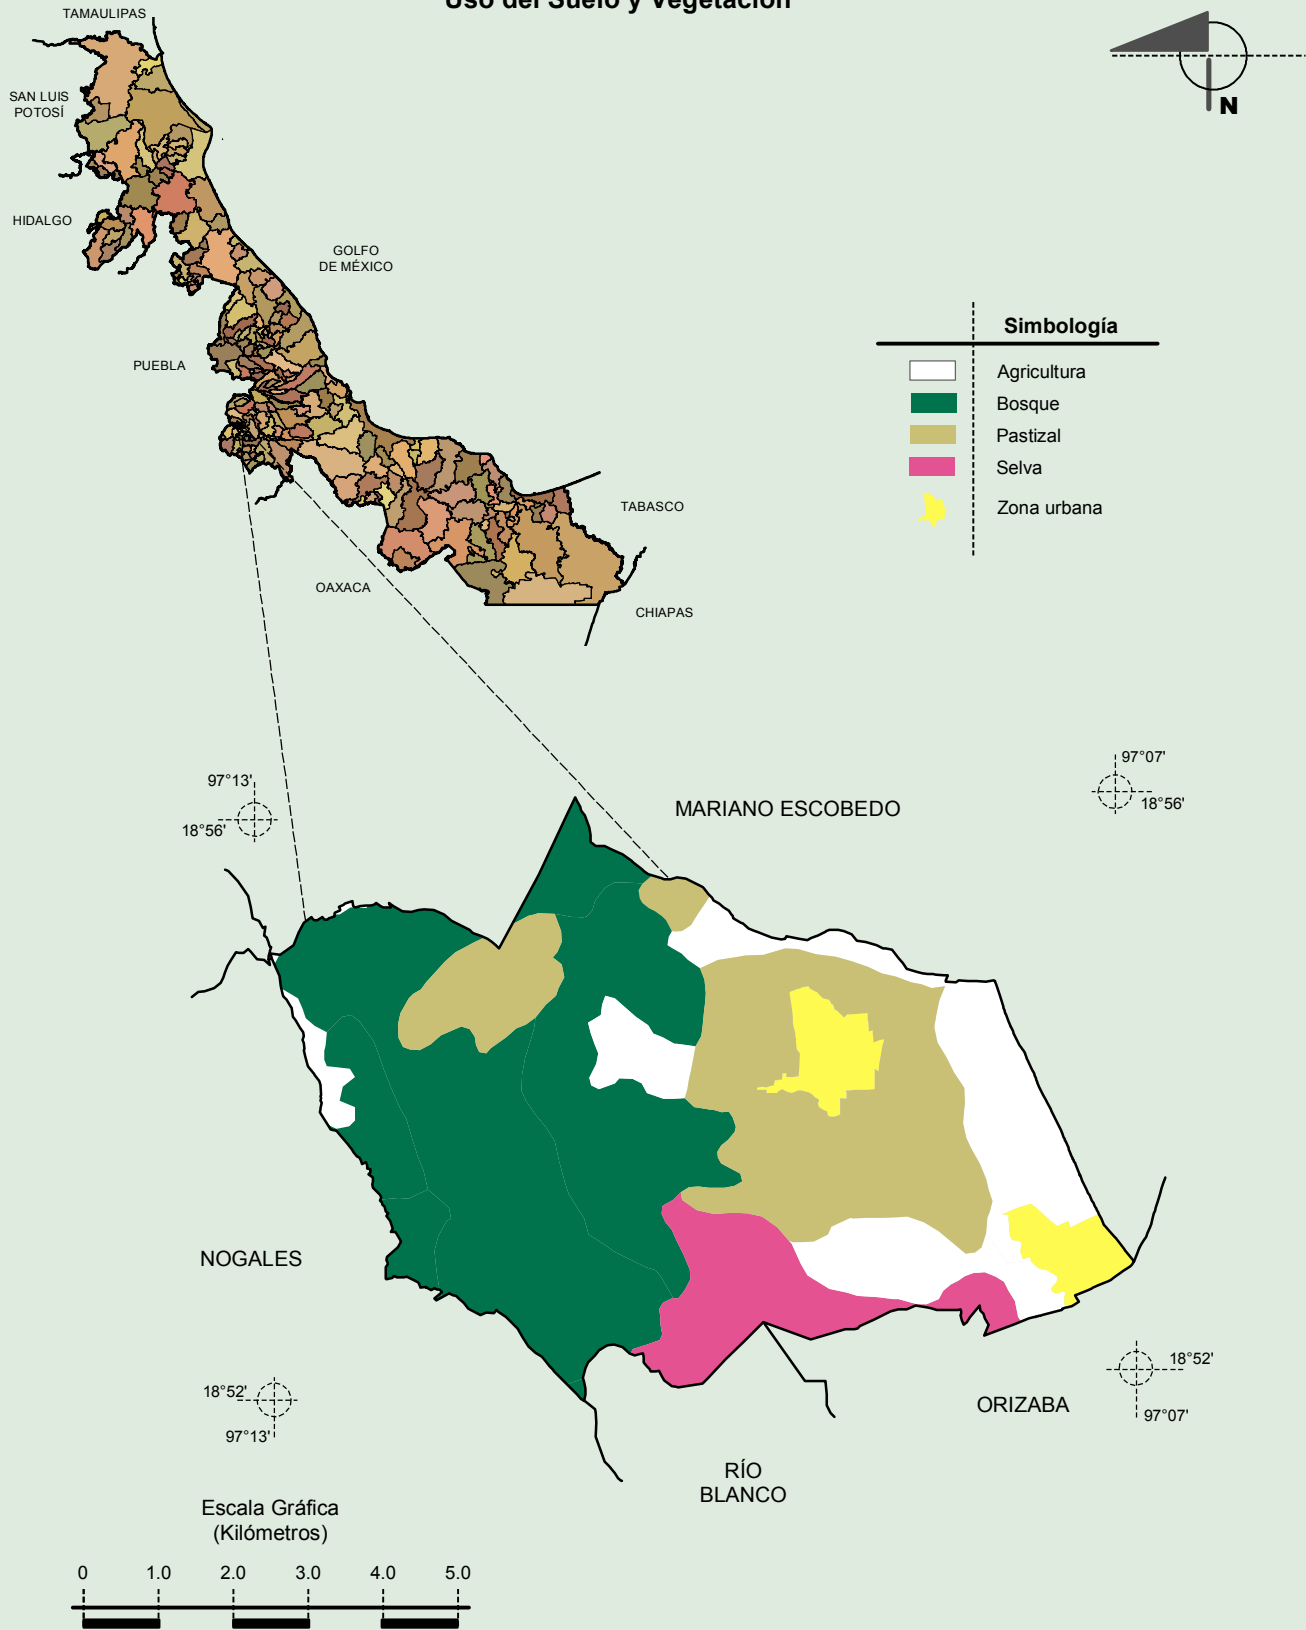 Uso del Suelo y Vegetación
TAMAULIPAS
SAN LUIS
POTOSÍ
HIDALGO
GOLFO
DE MÉXICO
PUEBLA
TABASCO
OAXACA
CHIAPAS
N
Simbología
Agricultura
Bosque
Pastizal
Selva
Zona urbana
97°13'
18°56'
97°07'
18°56'
MARIANO ESCOBEDO
NOGALES
ORIZABA
RÍO
BLANCO
18°52'
97°13'
18°52'
97°07'
Escala Gráfica
(Kilómetros)
0 1.0 2.0 3.0 4.0 5.0